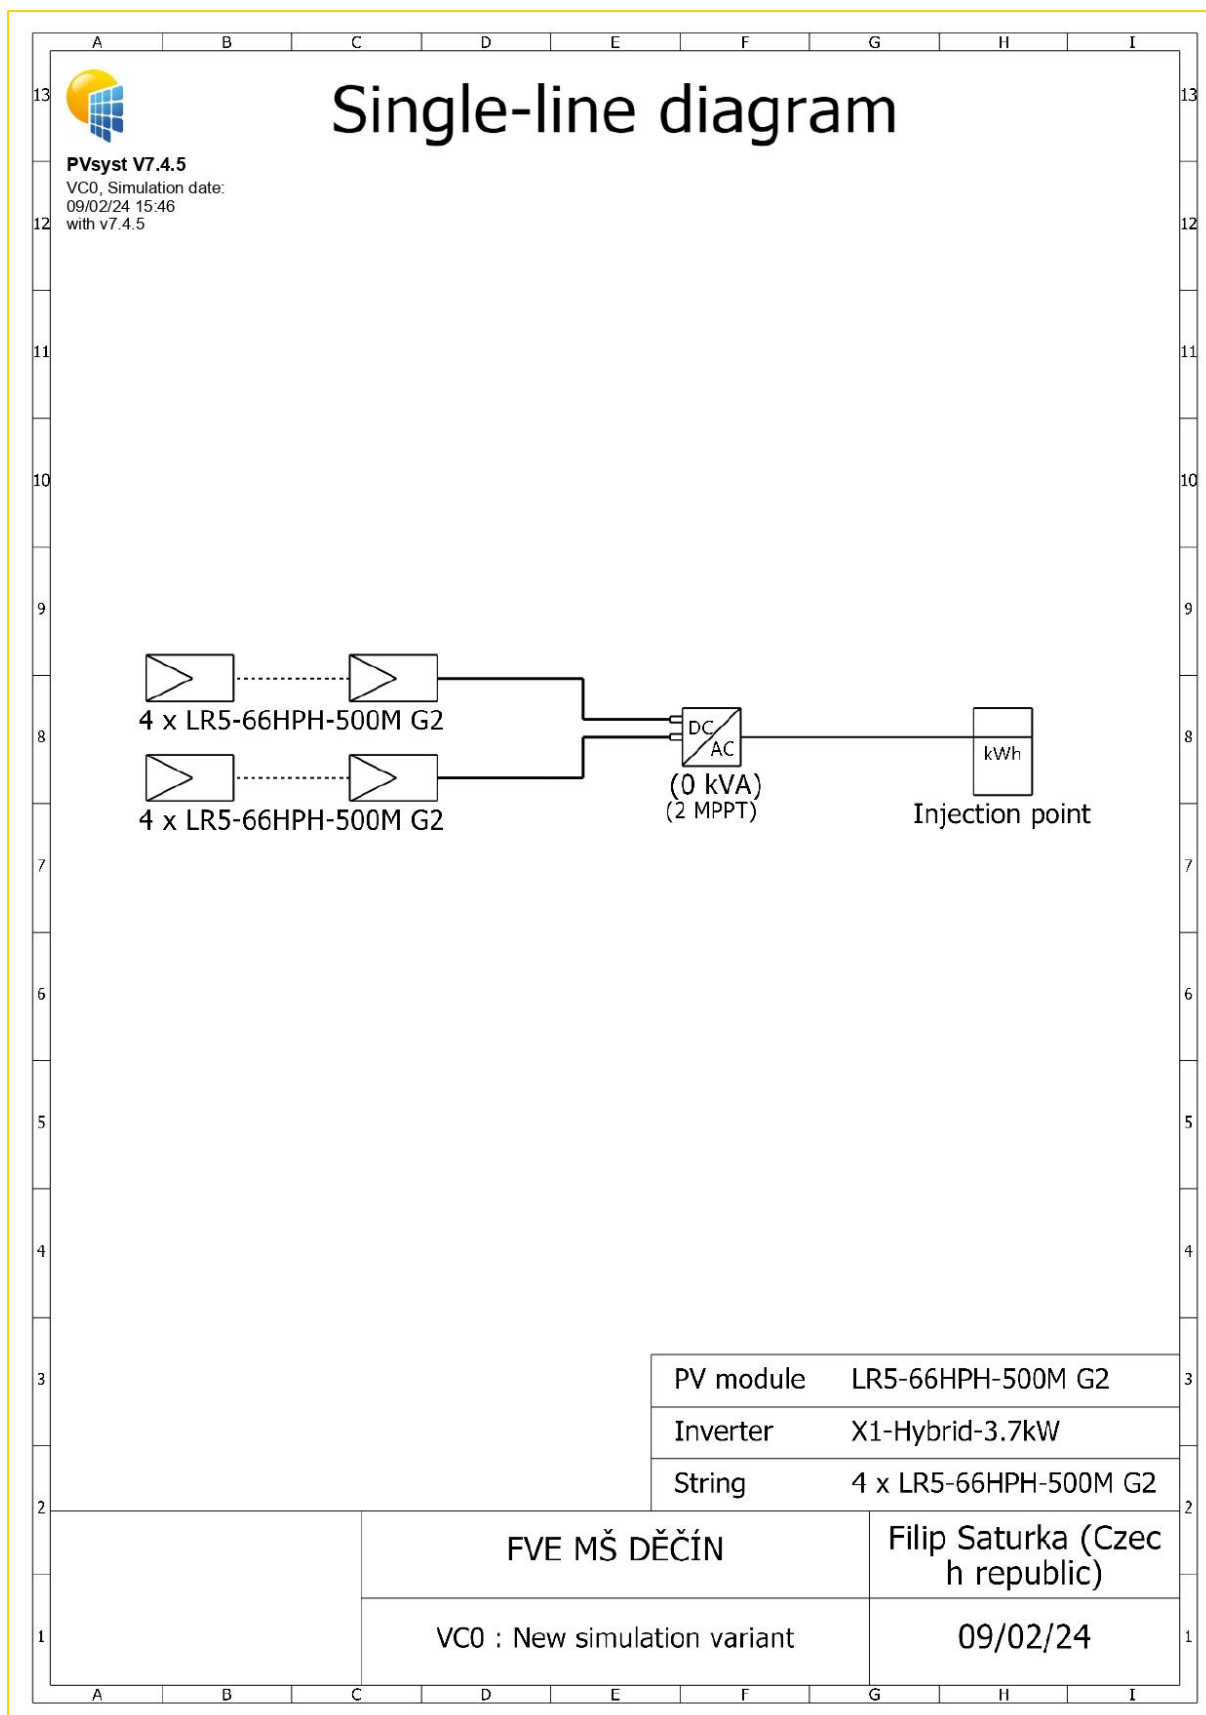 A B C D E F G H I
13 13
Single-line diagram
PVsyst V7.4.5
VC0, Simulation date:
09/02/24 15:46
with v7.4.5
12 12
11 11
10 10
9 9
4 x LR5-66HPH-500M G2
8 8
DC
AC
kWh
(0 kVA)
(2 MPPT)
Injection point
4 x LR5-66HPH-500M G2
7 7
6 6
5 5
4 4
3 3
PV module LR5-66HPH-500M G2
Inverter X1-Hybrid-3.7kW
String 4 x LR5-66HPH-500M G2
2 2
FVE MŠ DĚČÍN
Filip Saturka (Czec
h republic)
1 1
VC0 : New simulation variant
09/02/24
A B C D E F G H I